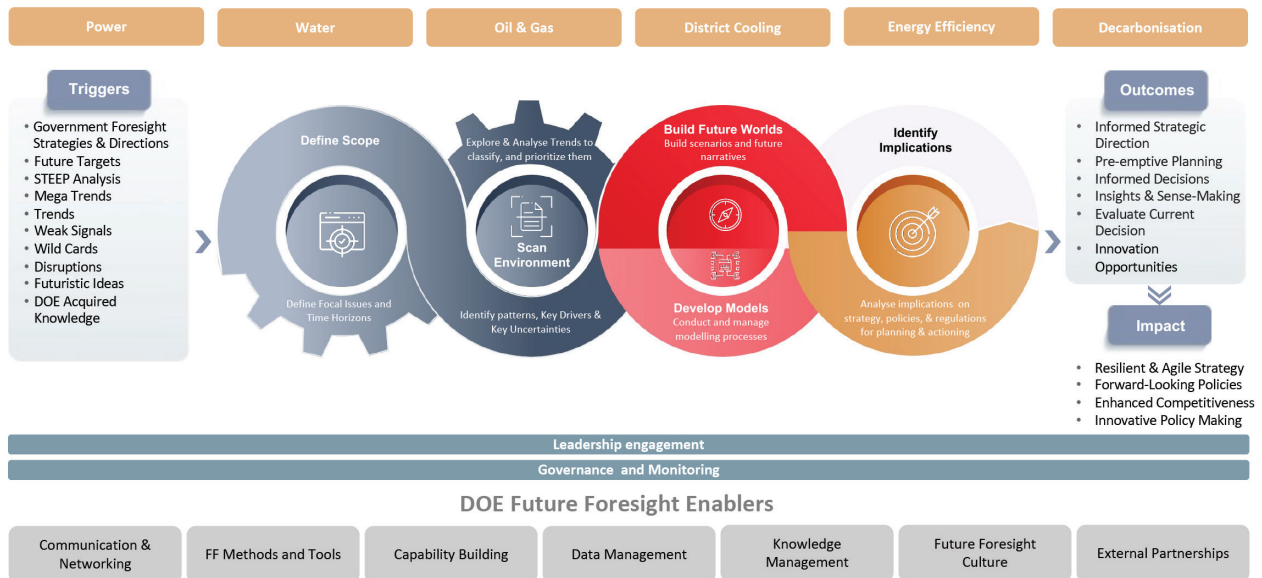 Power
Water
Oil & Gas
District Cooling
Energy Efficiency
Decarbonisation
Triggers
• Government Foresight
Strategies & Directions
• Future Targets
• STEEP Analysis
• Mega Trends
• Trends
• Weak Signals
• Wild Cards
• Disruptions
• Futuristic Ideas
• DOE Acquired
Knowledge
Define Scope
Define Focal Issues and
Time Horizons
Explore & Analyse Trends to
classify, and prioritize them
Scan
Environment
Identify patterns, Key Drivers &
Key Uncertainties
Build Future Worlds
Build scenarios and future
narratives
Develop Models
Conduct and manage
modelling processes
Identify
Implications
Analyse implications on
strategy, policies, & regulations
for planning & actioning
Outcomes
• Informed Strategic
Direction
• Pre-emptive Planning
• Informed Decisions
• Insights & Sense-Making
• Evaluate Current
Decision
• Innovation
Opportunities
Impact
• Resilient & Agile Strategy
• Forward-Looking Policies
• Enhanced Competitiveness
• Innovative Policy Making
Leadership engagement
Governance and Monitoring
DOE Future Foresight Enablers
Communication &
Networking
FF Methods and Tools
Capability Building
Data Management
Knowledge
Management
Future Foresight
Culture
External Partnerships